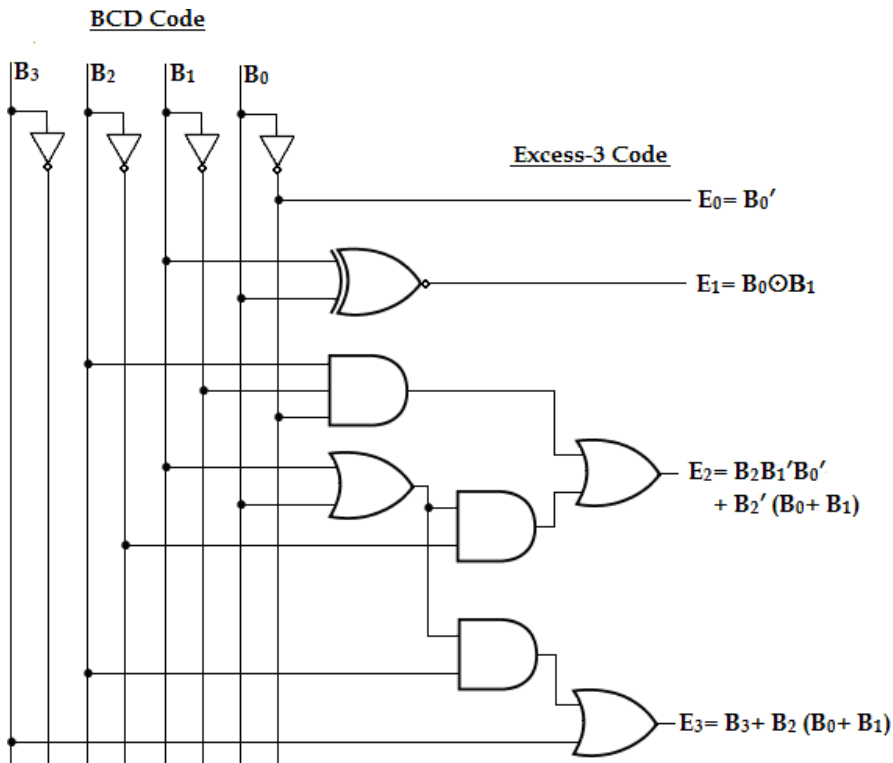 BCD Code
B₃ B₂ B₁ B₀
Excess-3 Code
E₀= B₀′
E₁= B₀⊙B₁
E₂= B₂B₁′B₀′
+ B₂′ (B₀+ B₁)
E₃= B₃+ B₂ (B₀+ B₁)